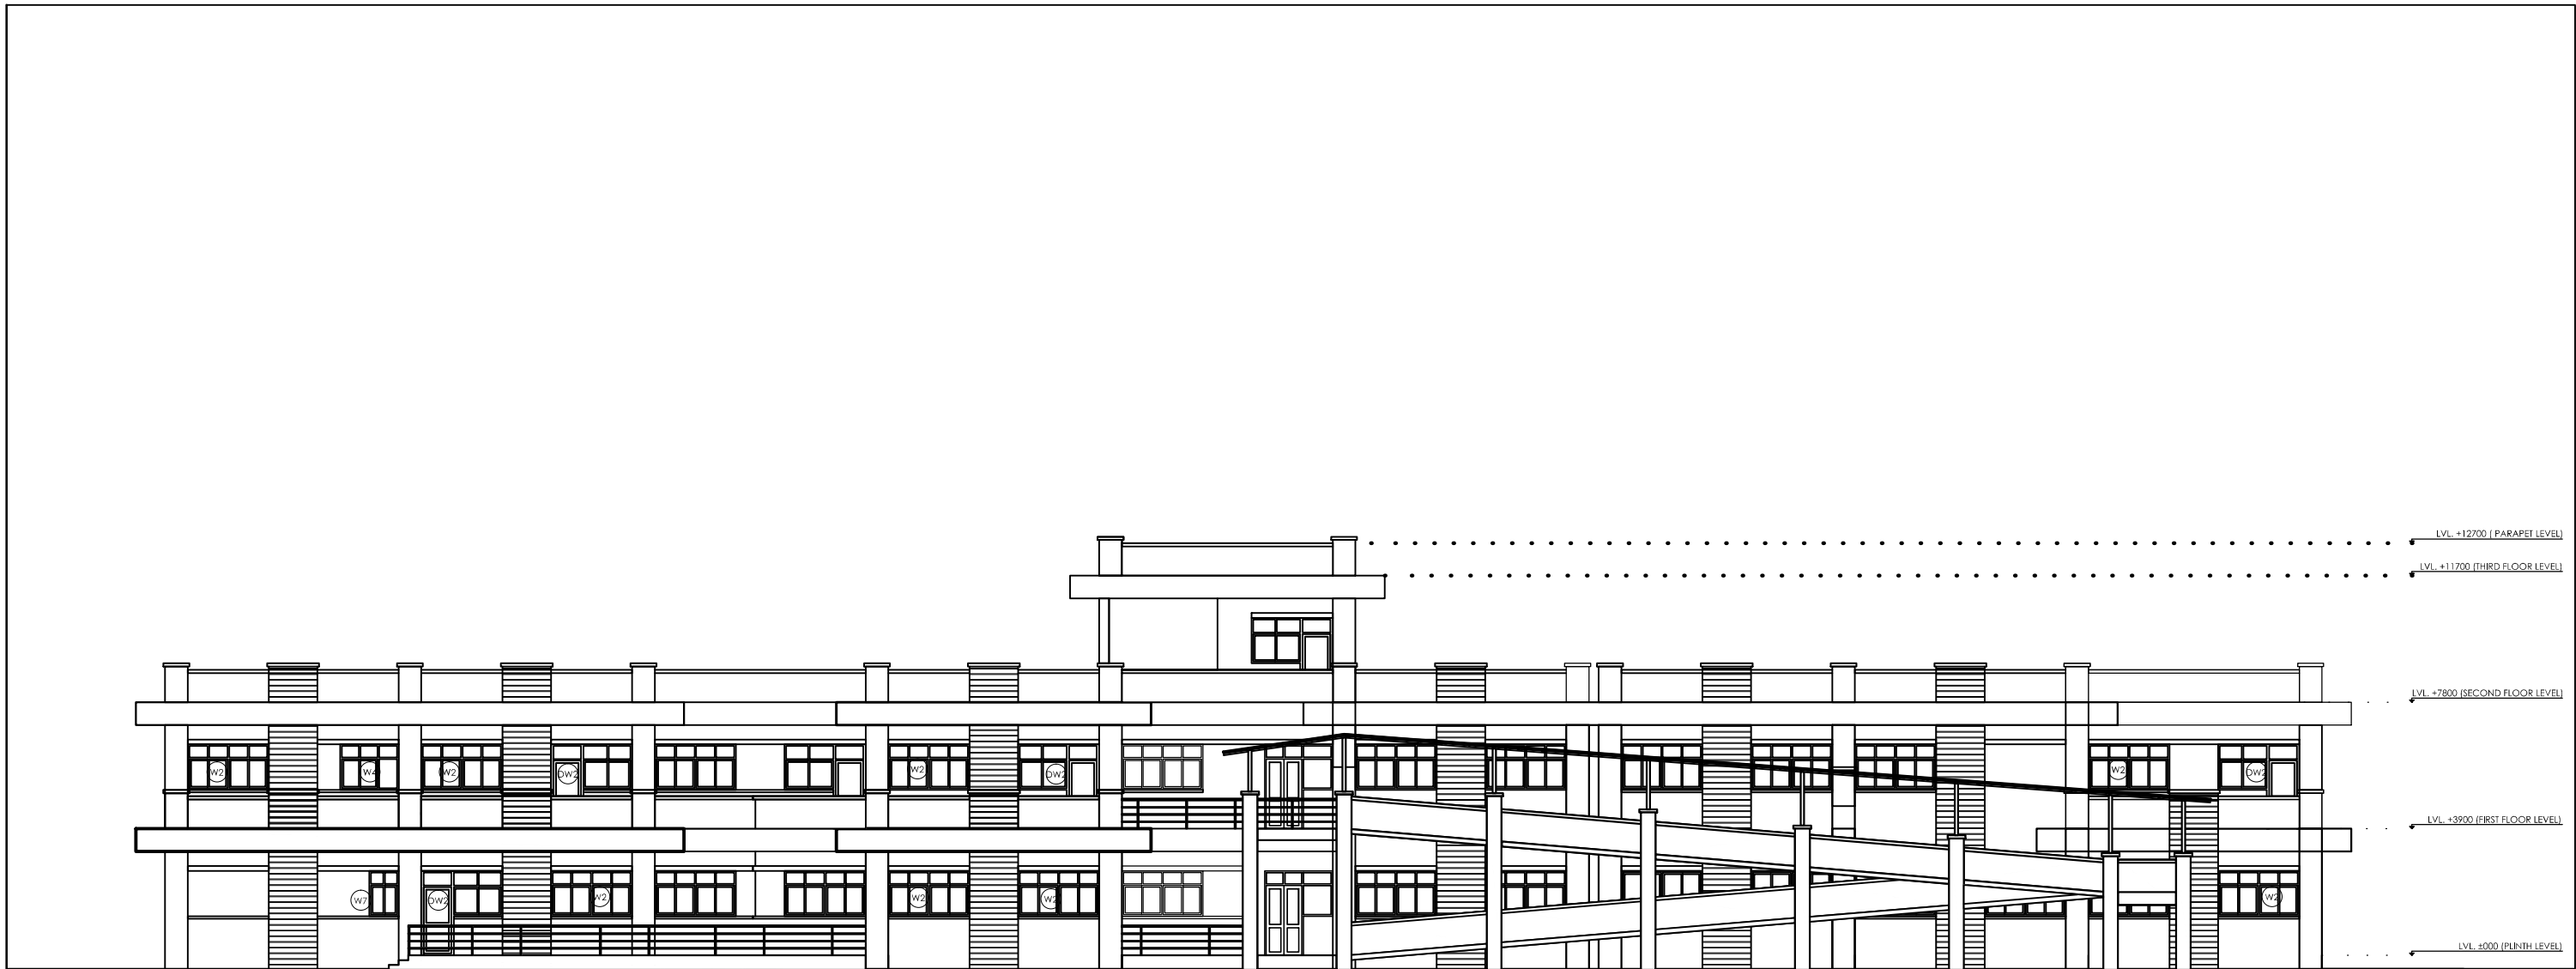 LVL. +12700 ( PARAPET LEVEL)
LVL. +11700 (THIRD FLOOR LEVEL)
LVL. +7800 (SECOND FLOOR LEVEL)
W2 W4 W2 DW2 W2 DW2 W2 DW2
LVL. +3900 (FIRST FLOOR LEVEL)
W7 DW2 W2 W2 W2 W2
LVL. ±000 (PLINTH LEVEL)